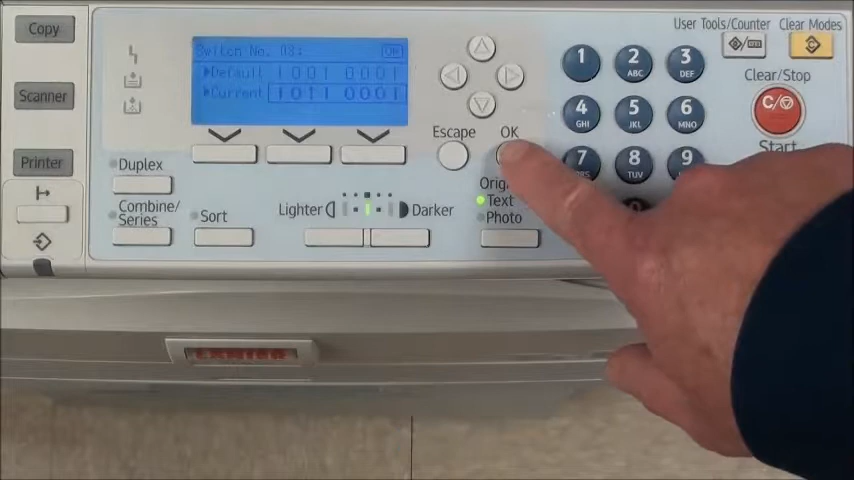 Copy
Scanner
Printer
Switch No. 03:
OK
Default 1001 0001
Current 1011 0001
Duplex
Combine/
Series
Sort
Lighter
Darker
Escape
OK
Text
Photo
User Tools/Counter
Clear Modes
Clear/Stop
Start
1
2
ABC
3
DEF
4
GHI
5
JKL
6
MNO
7
8
TUV
9
C/